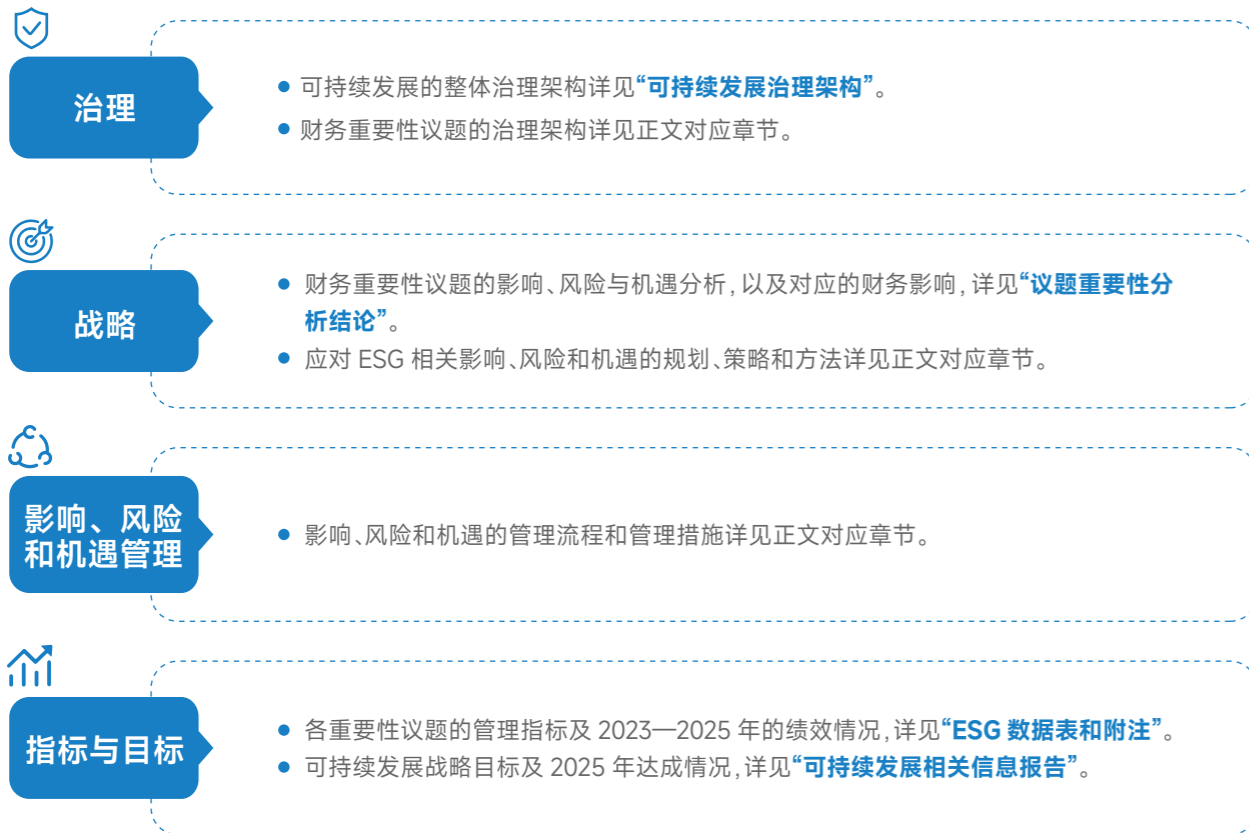 治理
● 可持续发展的整体治理架构详见“可持续发展治理架构”。
● 财务重要性议题的治理架构详见正文对应章节。
战略
● 财务重要性议题的影响、风险与机遇分析，以及对应的财务影响，详见“议题重要性分
析结论”。
● 应对 ESG 相关影响、风险和机遇的规划、策略和方法详见正文对应章节。
影响、风险
和机遇管理
● 影响、风险和机遇的管理流程和管理措施详见正文对应章节。
指标与目标
● 各重要性议题的管理指标及 2023—2025 年的绩效情况，详见“ESG 数据表和附注”。
● 可持续发展战略目标及 2025 年达成情况，详见“可持续发展相关信息报告”。